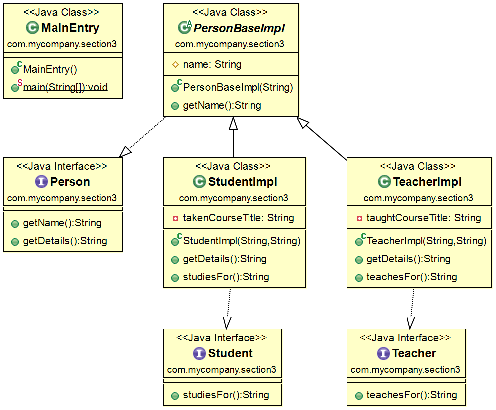 <<Java Class>>
MainEntry
com.mycompany.section3
MainEntry()
main(String[]):void
<<Java Class>>
PersonBaseImpl
com.mycompany.section3
name: String
PersonBaseImpl(String)
getName():String
<<Java Interface>>
Person
com.mycompany.section3
getName():String
getDetails():String
<<Java Class>>
StudentImpl
com.mycompany.section3
takenCourseTtle: String
StudentImpl(String,String)
getDetails():String
studiesFor():String
<<Java Class>>
TeacherImpl
com.mycompany.section3
taughtCourseTitle: String
TeacherImpl(String,String)
getDetails():String
teachesFor():String
<<Java Interface>>
Student
com.mycompany.section3
studiesFor():String
<<Java Interface>>
Teacher
com.mycompany.section3
teachesFor():String